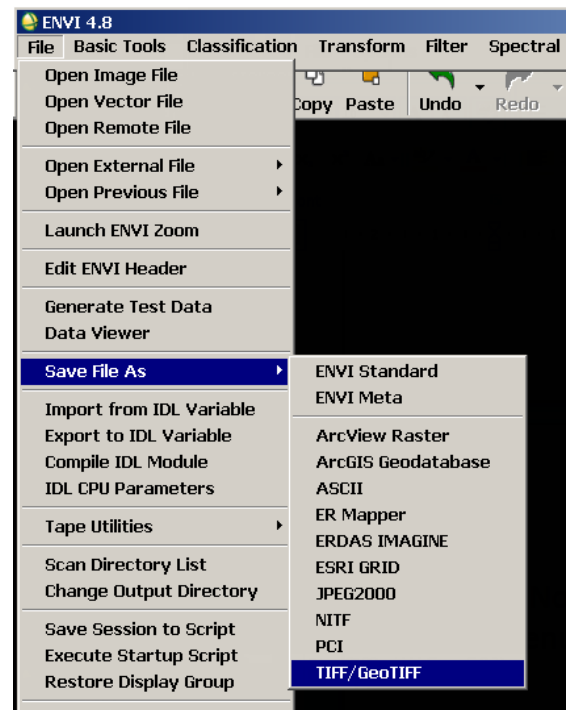 ENVI 4.8
File Basic Tools Classification Transform Filter Spectral
Copy Paste Undo Redo
Open Image File
Open Vector File
Open Remote File
Open External File
Open Previous File
Launch ENVI Zoom
Edit ENVI Header
Generate Test Data
Data Viewer
Save File As
ENVI Standard
ENVI Meta
ArcView Raster
ArcGIS Geodatabase
ASCII
ER Mapper
ERDAS IMAGINE
ESRI GRID
JPEG2000
NITF
PCI
TIFF/GeoTIFF
Import from IDL Variable
Export to IDL Variable
Compile IDL Module
IDL CPU Parameters
Tape Utilities
Scan Directory List
Change Output Directory
Save Session to Script
Execute Startup Script
Restore Display Group